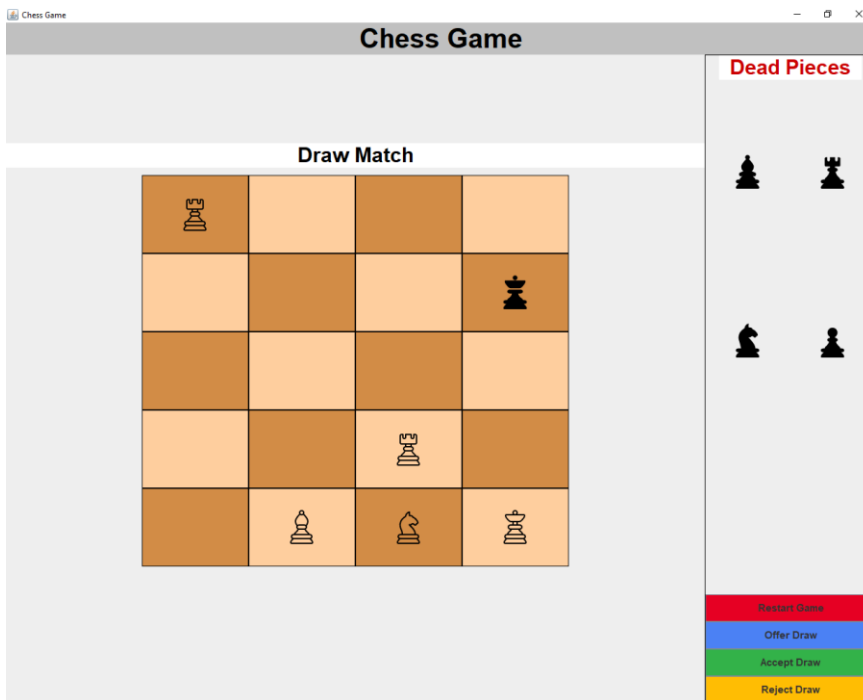 Chess Game
Chess Game
Dead Pieces
Draw Match
Restart Game
Offer Draw
Accept Draw
Reject Draw